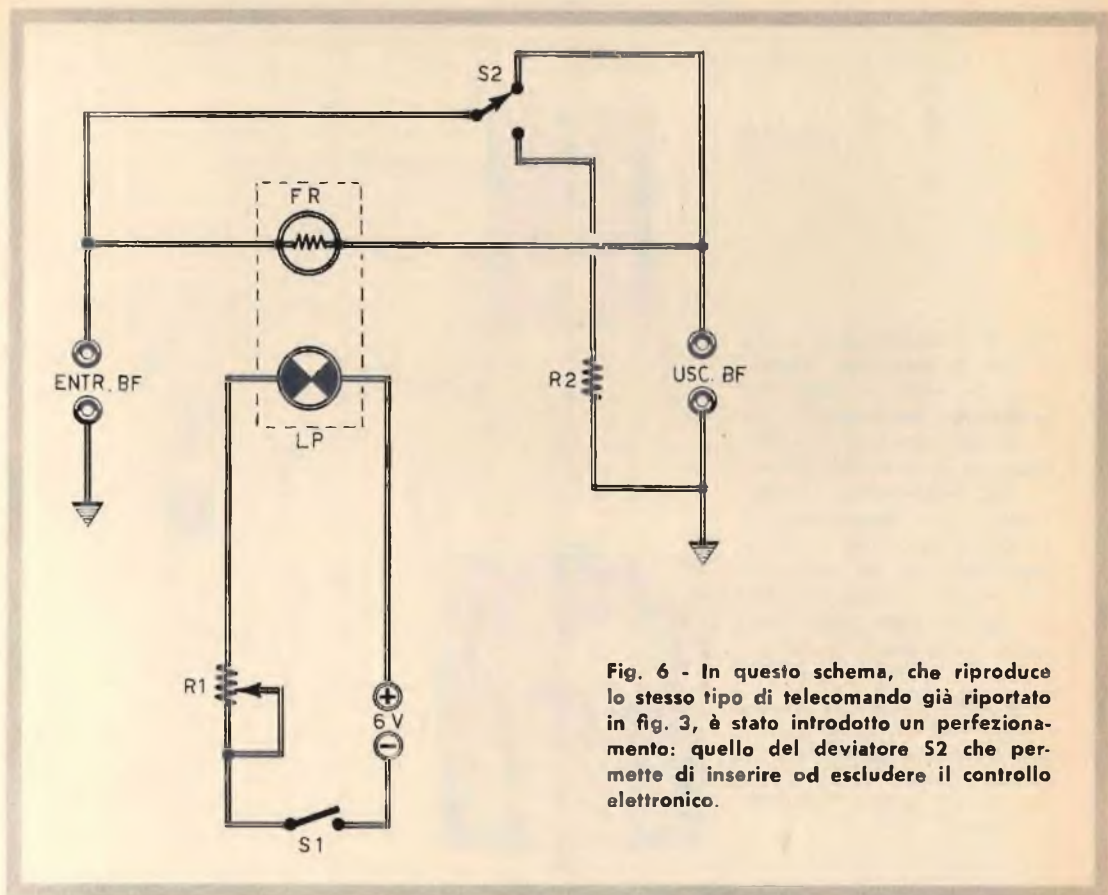 S2
FR
ENTR. BF
LP
R2
USC. BF
R1
+
6 V
-
S1
Fig. 6 - In questo schema, che riproduce
lo stesso tipo di telecomando già riportato
in fig. 3, è stato introdotto un perfeziona-
mento: quello del deviatore S2 che per-
mette di inserire od escludere il controllo
elettronico.